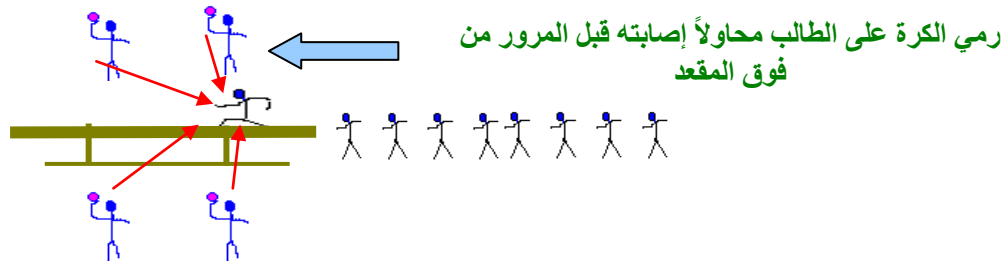 رمي الكرة على الطالب محاولاً إصابته قبل المرور من
فوق المقعد